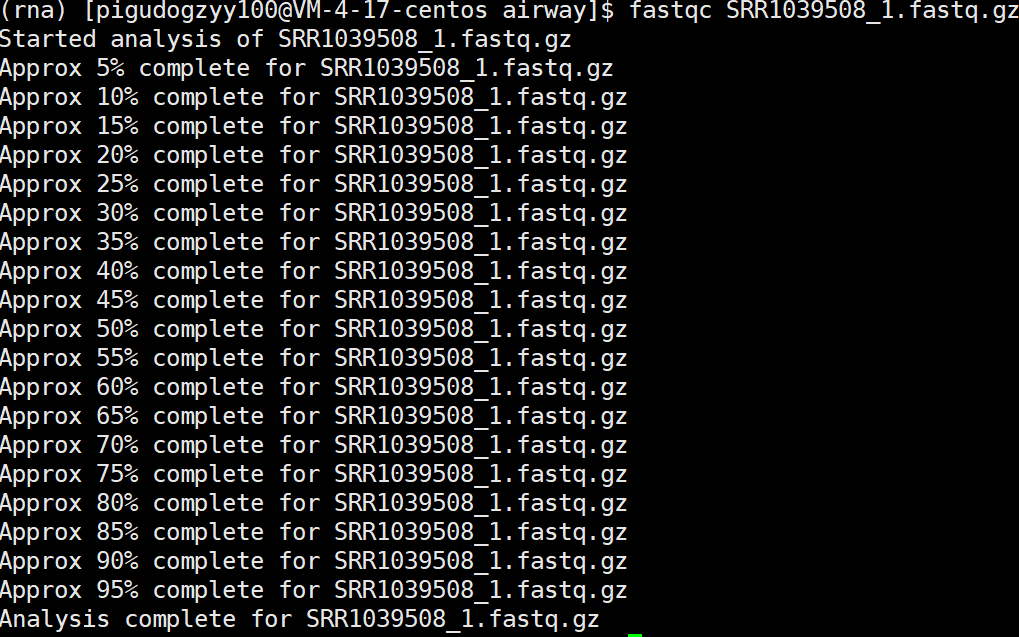 (rna) [pigudogzyy100@VM-4-17-centos airway]$ fastqc SRR1039508_1.fastq.gz
Started analysis of SRR1039508_1.fastq.gz
Approx 5% complete for SRR1039508_1.fastq.gz
Approx 10% complete for SRR1039508_1.fastq.gz
Approx 15% complete for SRR1039508_1.fastq.gz
Approx 20% complete for SRR1039508_1.fastq.gz
Approx 25% complete for SRR1039508_1.fastq.gz
Approx 30% complete for SRR1039508_1.fastq.gz
Approx 35% complete for SRR1039508_1.fastq.gz
Approx 40% complete for SRR1039508_1.fastq.gz
Approx 45% complete for SRR1039508_1.fastq.gz
Approx 50% complete for SRR1039508_1.fastq.gz
Approx 55% complete for SRR1039508_1.fastq.gz
Approx 60% complete for SRR1039508_1.fastq.gz
Approx 65% complete for SRR1039508_1.fastq.gz
Approx 70% complete for SRR1039508_1.fastq.gz
Approx 75% complete for SRR1039508_1.fastq.gz
Approx 80% complete for SRR1039508_1.fastq.gz
Approx 85% complete for SRR1039508_1.fastq.gz
Approx 90% complete for SRR1039508_1.fastq.gz
Approx 95% complete for SRR1039508_1.fastq.gz
Analysis complete for SRR1039508_1.fastq.gz